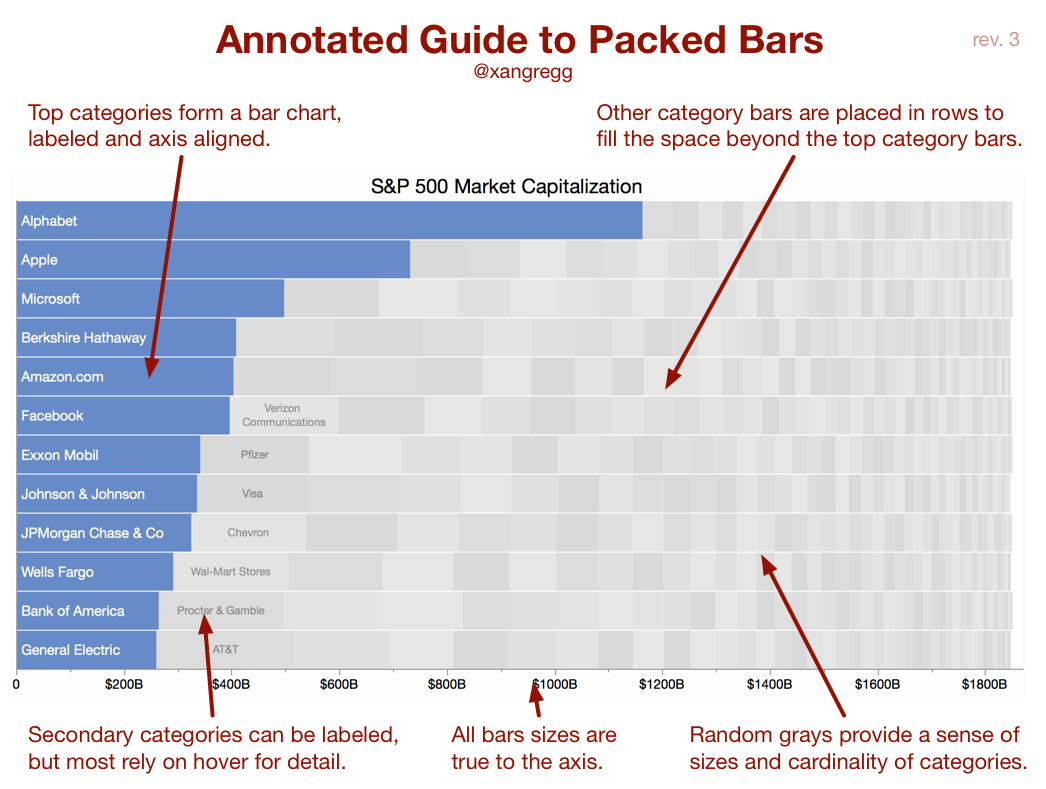 Annotated Guide to Packed Bars
rev. 3
@xangregg
Top categories form a bar chart,
labeled and axis aligned.
Other category bars are placed in rows to
fill the space beyond the top category bars.
S&P 500 Market Capitalization
Alphabet
Apple
Microsoft
Berkshire Hathaway
Amazon.com
Facebook
Verizon
Communications
Exxon Mobil
Pfizer
Johnson & Johnson
Visa
JPMorgan Chase & Co
Chevron
Wells Fargo
Wal-Mart Stores
Bank of America
Procter & Gamble
General Electric
AT&T
0 $200B $400B $600B $800B $1000B $1200B $1400B $1600B $1800B
Secondary categories can be labeled,
but most rely on hover for detail.
All bars sizes are
true to the axis.
Random grays provide a sense of
sizes and cardinality of categories.